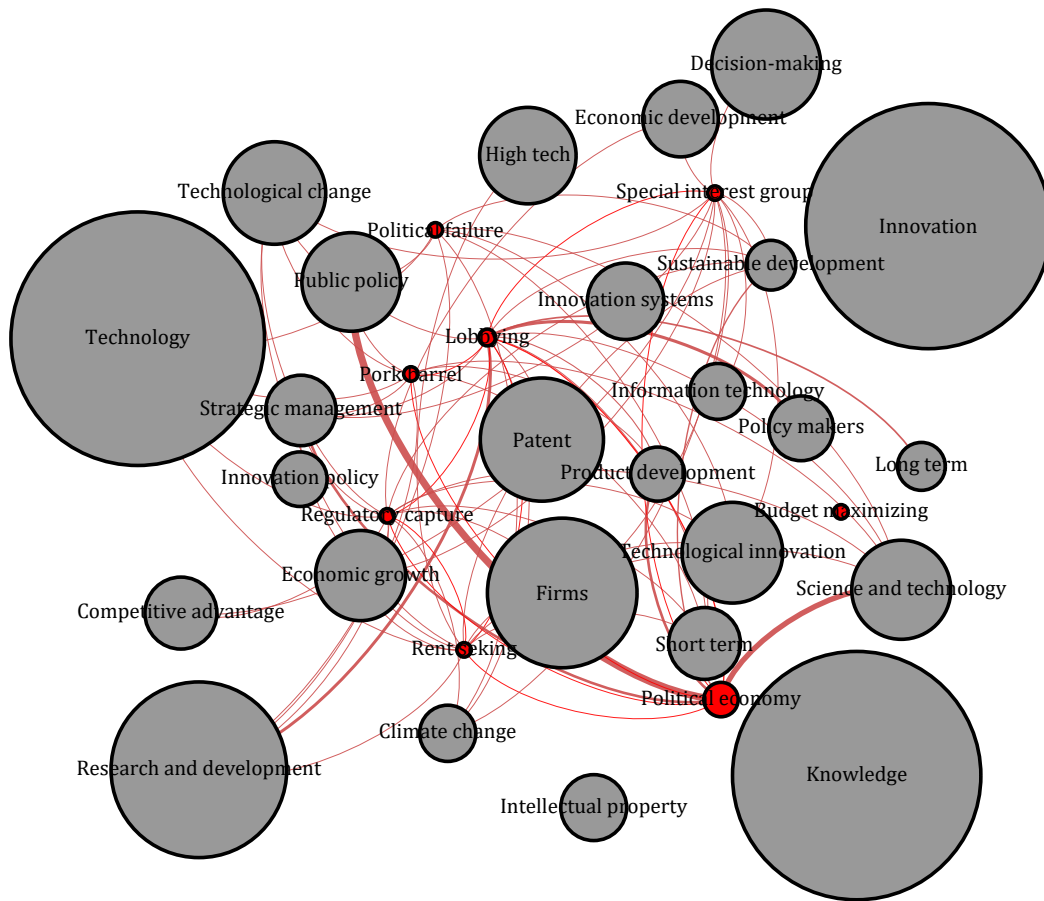 Decision-making
Economic development
High tech
Technological change
Special interest group
Innovation
Political failure
Sustainable development
Public policy
Innovation systems
Technology
Lobbying
Pork barrel
Information technology
Strategic management
Policy makers
Patent
Long term
Product development
Innovation policy
Budget maximizing
Regulatory capture
Technological innovation
Economic growth
Science and technology
Firms
Competitive advantage
Short term
Rent seking
Political economy
Climate change
Research and development
Knowledge
Intellectual property